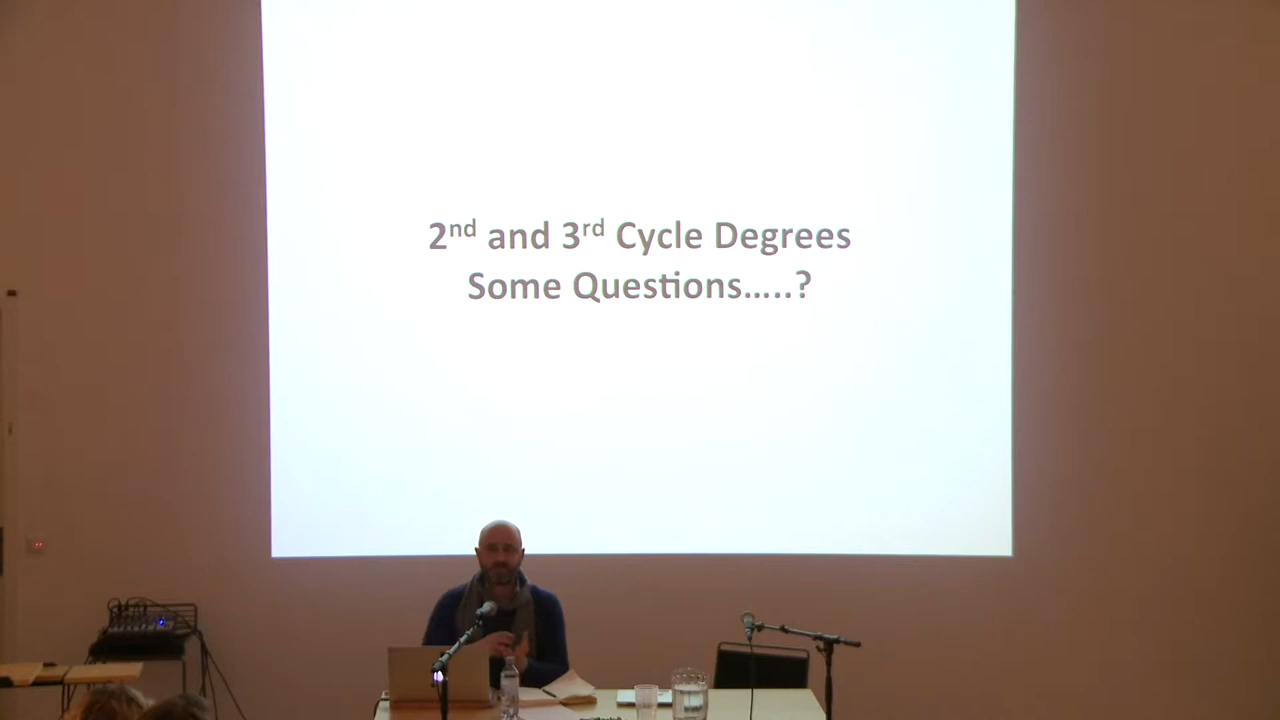 2nd and 3rd Cycle Degrees
Some Questions.....?